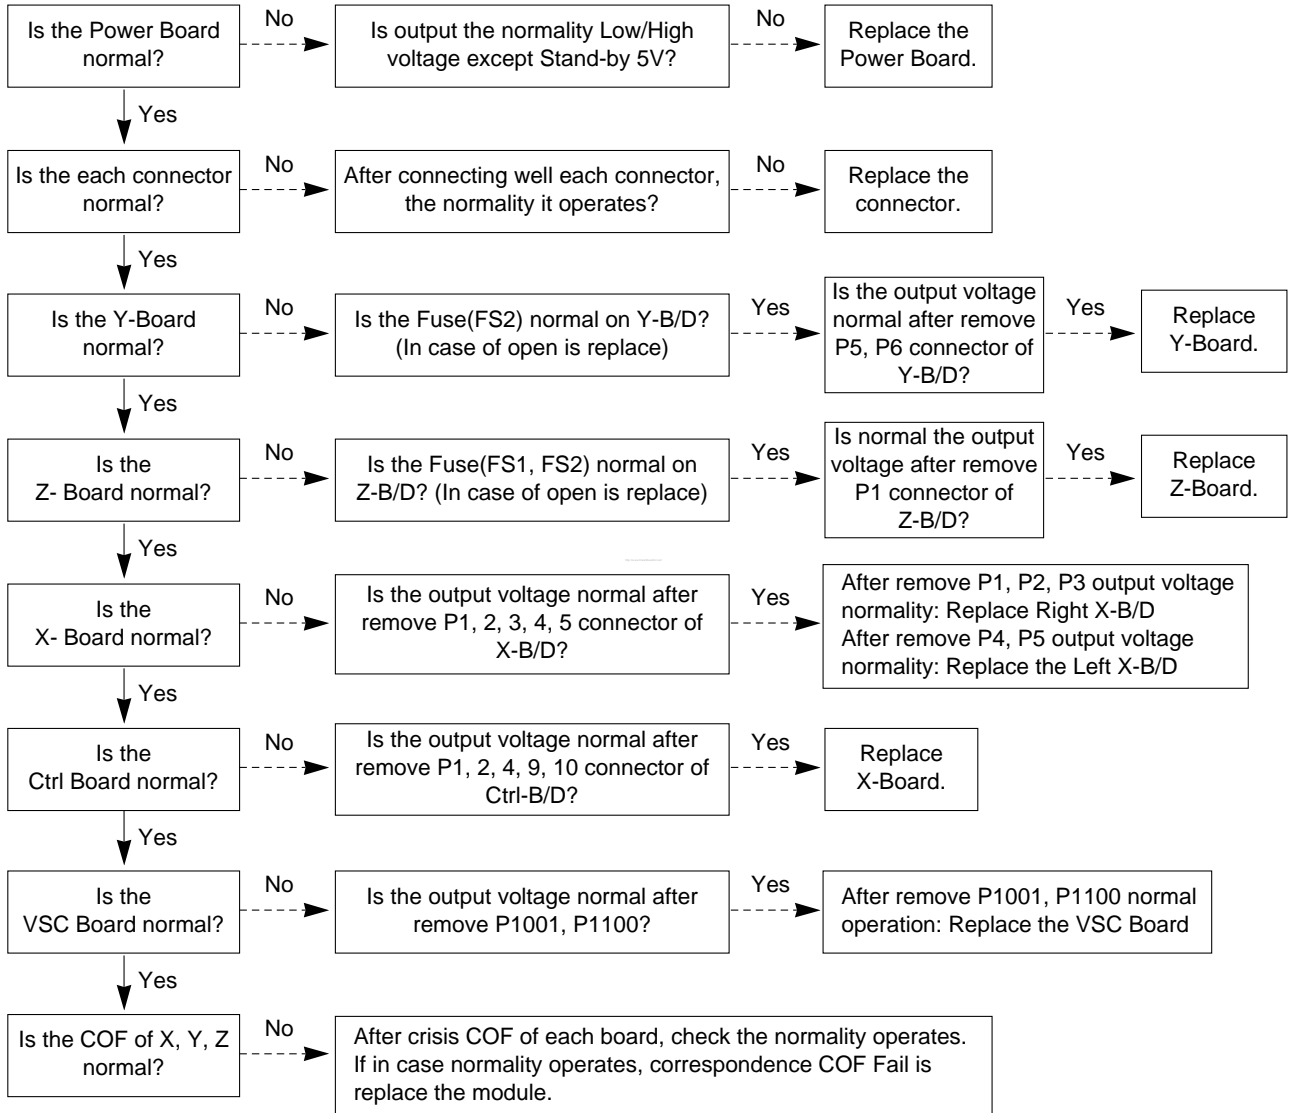 Is the Power Board
normal?
No
Is output the normality Low/High
voltage except Stand-by 5V?
No
Replace the
Power Board.
Yes
Is the each connector
normal?
No
After connecting well each connector,
the normality it operates?
No
Replace the
connector.
Yes
Is the Y-Board
normal?
No
Is the Fuse(FS2) normal on Y-B/D?
(In case of open is replace)
Yes
Is the output voltage
normal after remove
P5, P6 connector of
Y-B/D?
Yes
Replace
Y-Board.
Yes
Is the
Z- Board normal?
No
Is the Fuse(FS1, FS2) normal on
Z-B/D? (In case of open is replace)
Yes
Is normal the output
voltage after remove
P1 connector of
Z-B/D?
Yes
Replace
Z-Board.
Yes
Is the
X- Board normal?
No
Is the output voltage normal after
remove P1, 2, 3, 4, 5 connector of
X-B/D?
Yes
After remove P1, P2, P3 output voltage
normality: Replace Right X-B/D
After remove P4, P5 output voltage
normality: Replace the Left X-B/D
Yes
Is the
Ctrl Board normal?
No
Is the output voltage normal after
remove P1, 2, 4, 9, 10 connector of
Ctrl-B/D?
Yes
Replace
X-Board.
Yes
Is the
VSC Board normal?
No
Is the output voltage normal after
remove P1001, P1100?
Yes
After remove P1001, P1100 normal
operation: Replace the VSC Board
Yes
Is the COF of X, Y, Z
normal?
No
After crisis COF of each board, check the normality operates.
If in case normality operates, correspondence COF Fail is
replace the module.